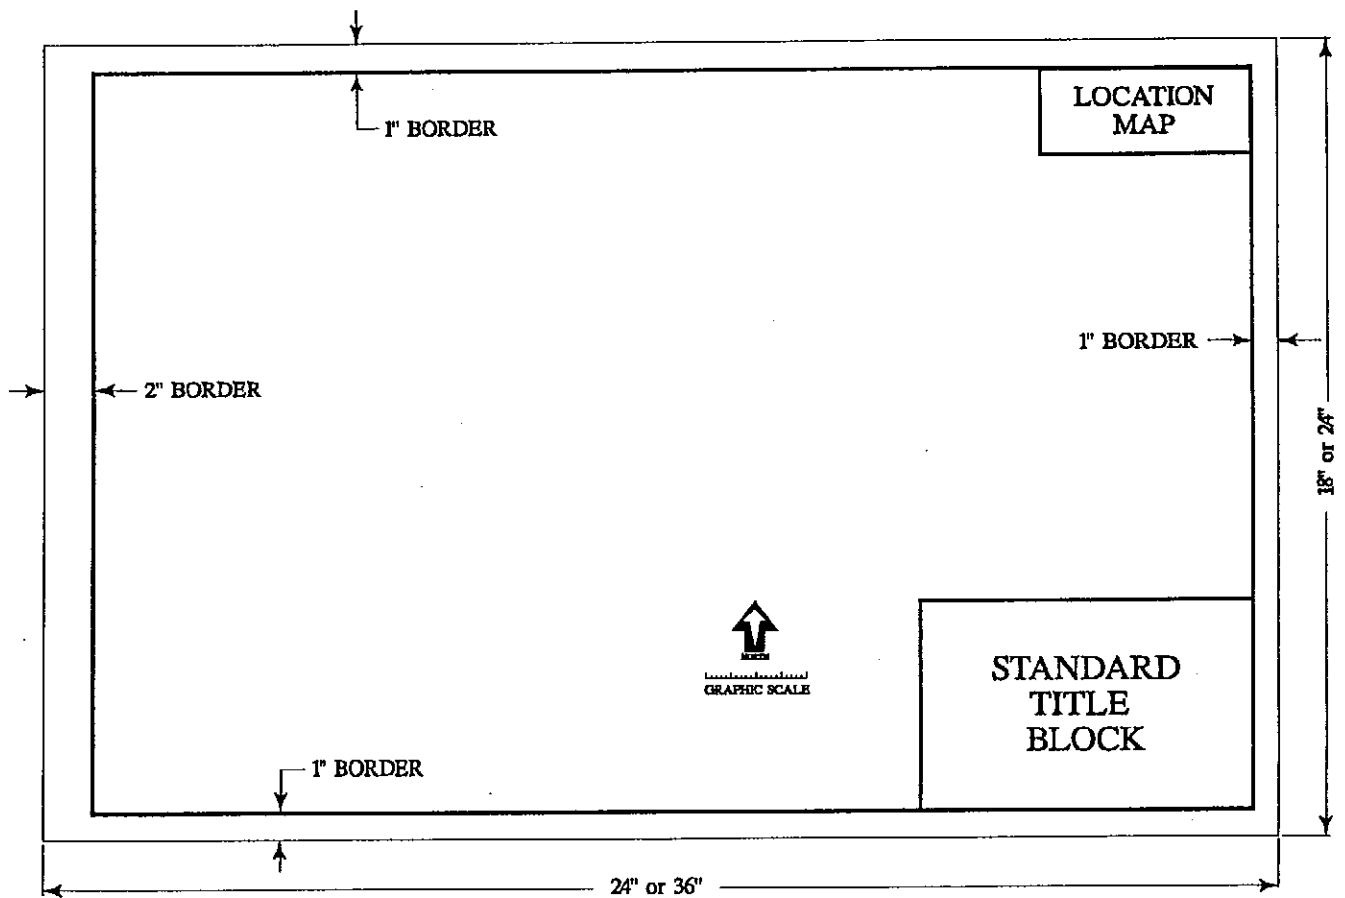 1" BORDER
LOCATION
MAP
1" BORDER
2" BORDER
18" or 24"
NORTH
GRAPHIC SCALE
STANDARD
TITLE
BLOCK
1" BORDER
24" or 36"